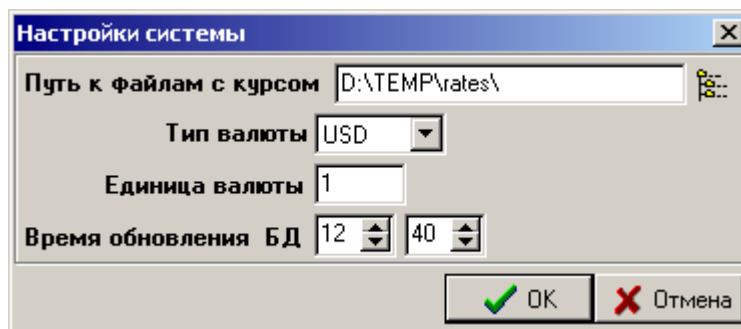 Настройки системы
Путь к файлам с курсом D:\TEMP\rates\
Тип валюты USD
Единица валюты 1
Время обновления БД 12 40
OK Отмена